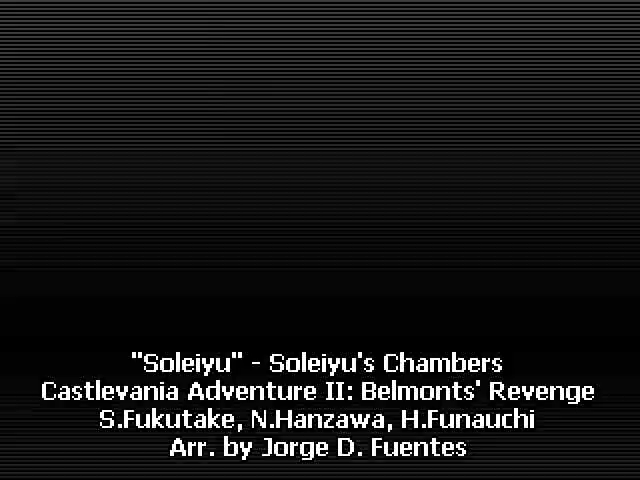 "Soleiyu" - Soleiyu's Chambers
Castlevania Adventure II: Belmonts' Revenge
S.Fukutake, N.Hanzawa, H.Funauchi
Arr. by Jorge D. Fuentes